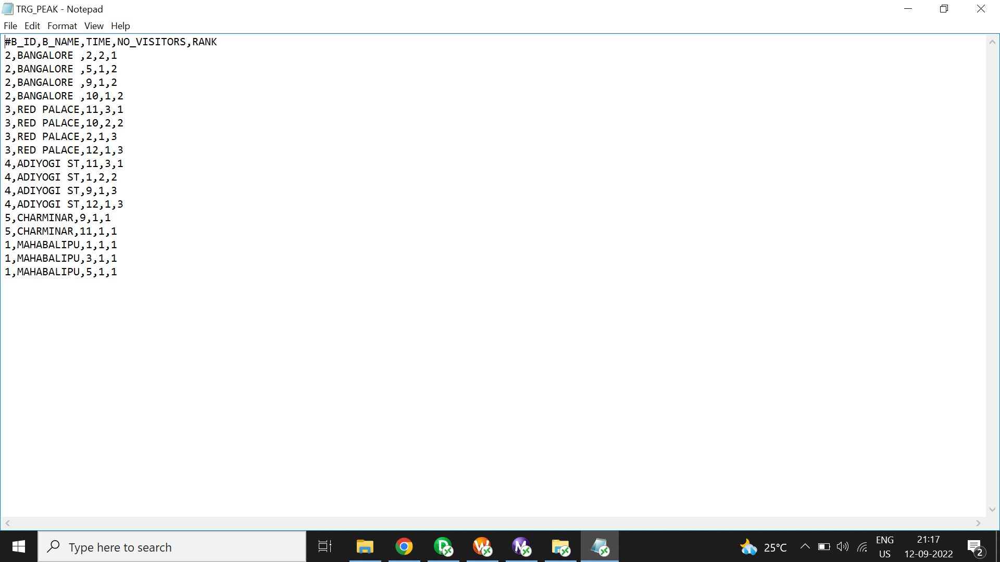 TRG_PEAK - Notepad
File Edit Format View Help
#B_ID,B_NAME,TIME,NO_VISITORS,RANK
2,BANGALORE ,2,2,1
2,BANGALORE ,5,1,2
2,BANGALORE ,9,1,2
2,BANGALORE ,10,1,2
3,RED PALACE,11,3,1
3,RED PALACE,10,2,2
3,RED PALACE,2,1,3
3,RED PALACE,12,1,3
4,ADIYOGI ST,11,3,1
4,ADIYOGI ST,1,2,2
4,ADIYOGI ST,9,1,3
4,ADIYOGI ST,12,1,3
5,CHARMINAR,9,1,1
5,CHARMINAR,11,1,1
1,MAHABALIPU,1,1,1
1,MAHABALIPU,3,1,1
1,MAHABALIPU,5,1,1
Type here to search
D
W
M
25°C
ENG
US
21:17
12-09-2022
2